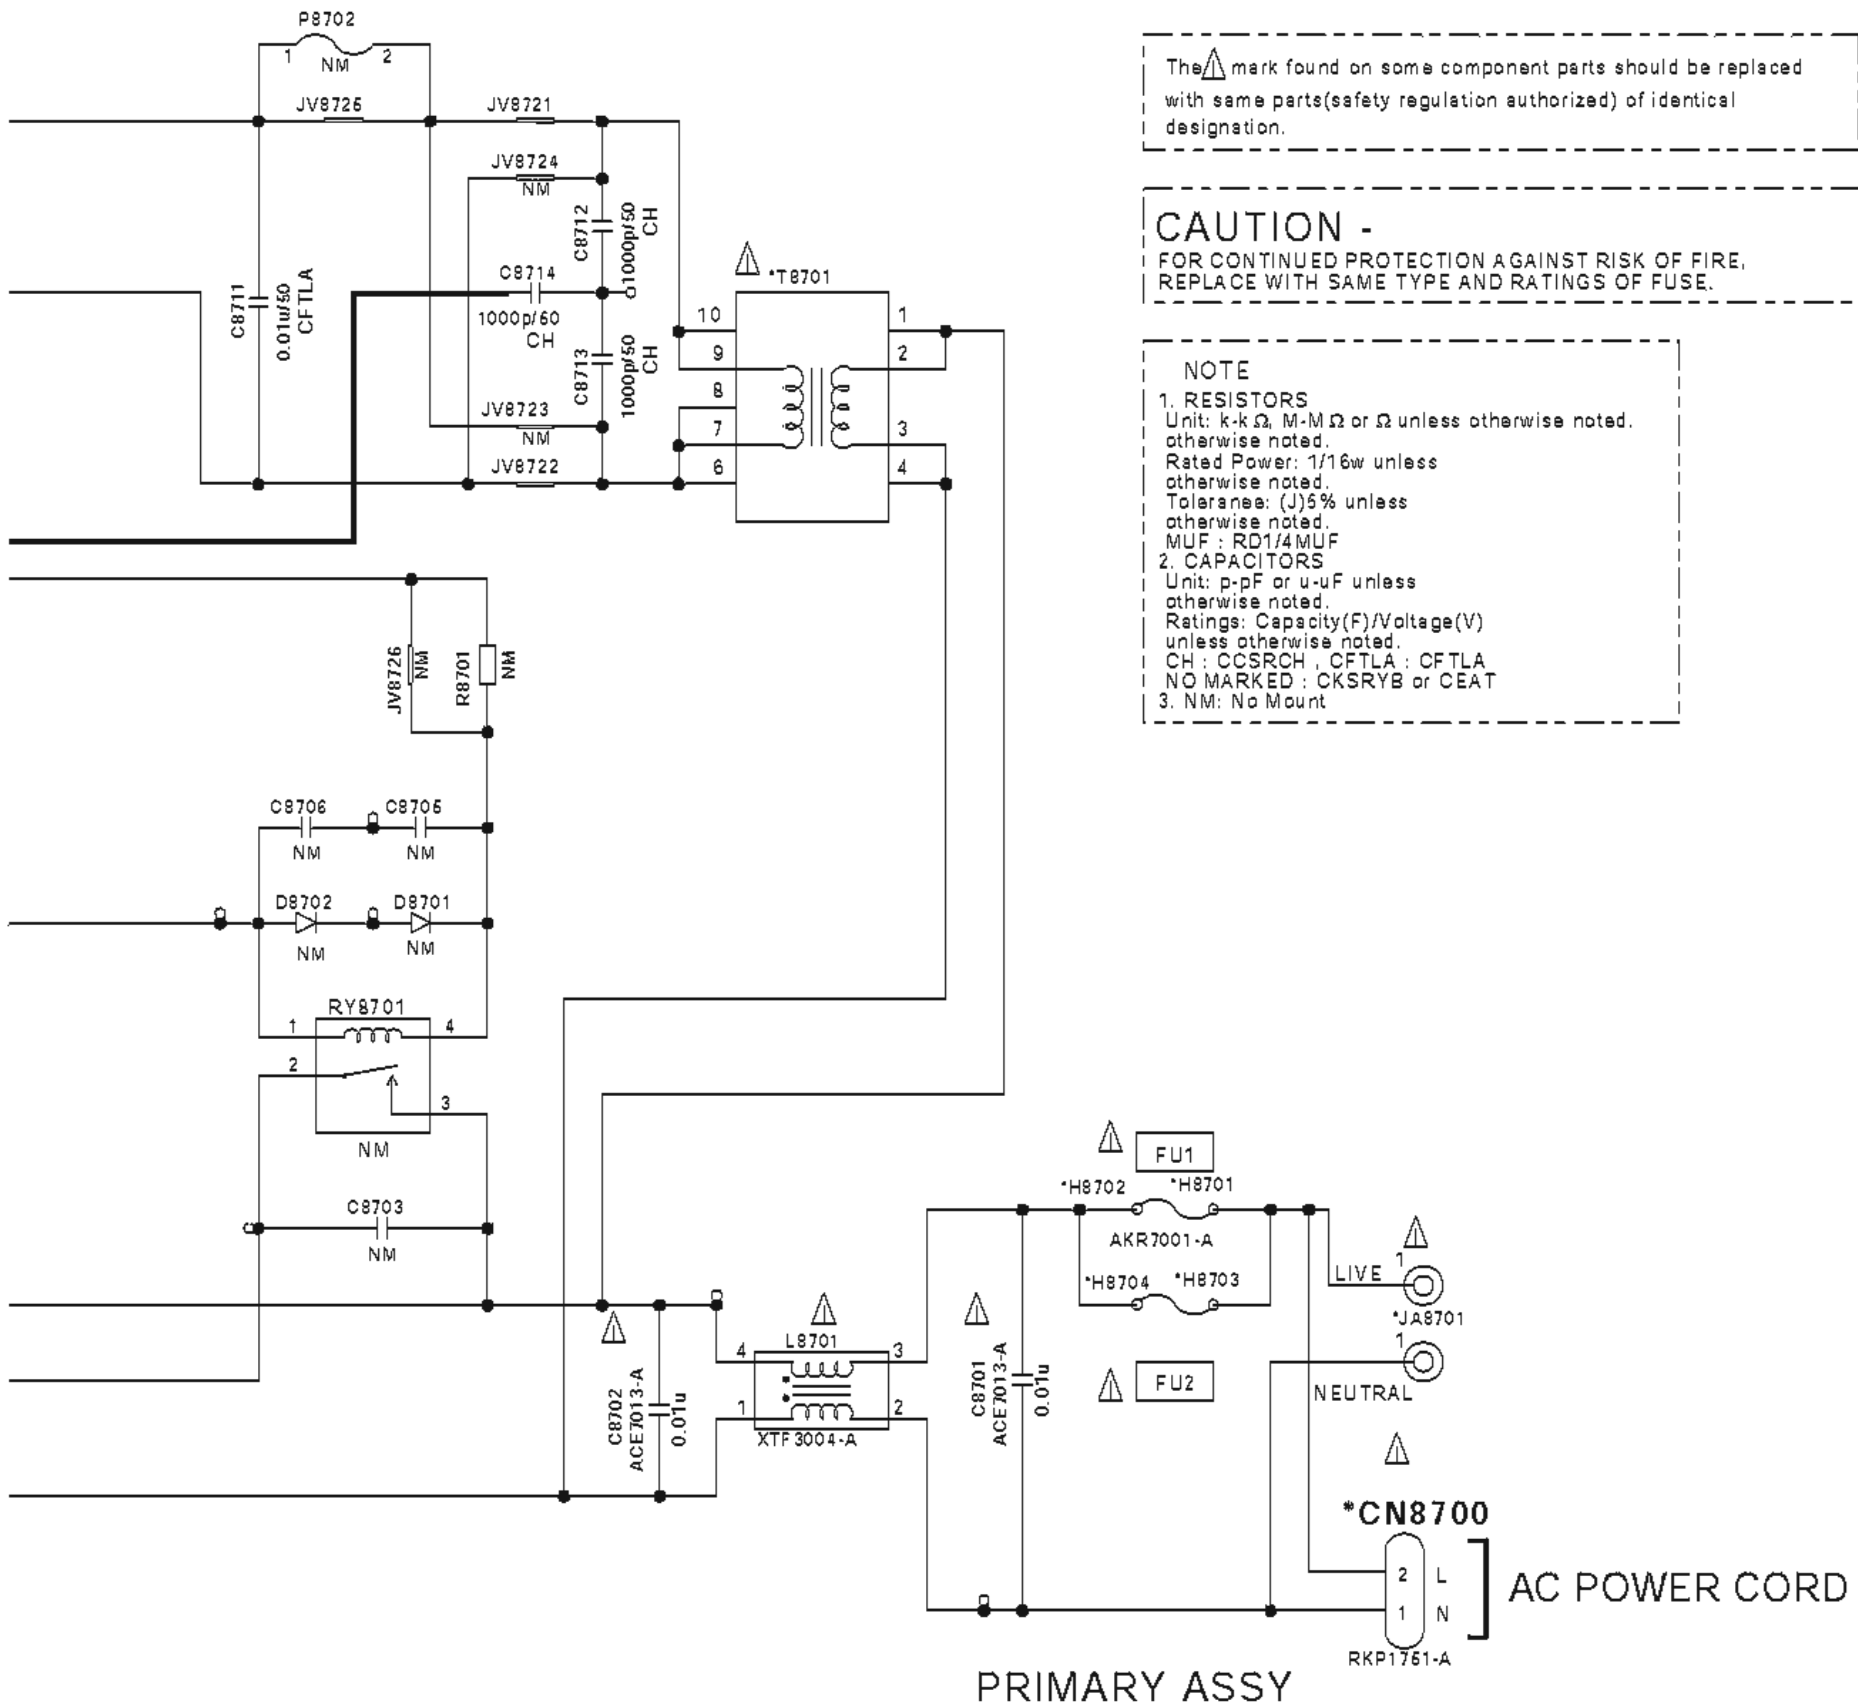 P8702
1 2
NM
JV8725
JV8721
JV8724
NM
C8711
0.01u/50
CFTLA
C8712
1000p/50
CH
C8714
1000p/50
CH
C8713
1000p/50
CH
JV8723
NM
JV8722
*T8701
10
9
8
7
6
1
2
3
4
The mark found on some component parts should be replaced
with same parts(safety regulation authorized) of identical
designation.
CAUTION -
FOR CONTINUED PROTECTION AGAINST RISK OF FIRE,
REPLACE WITH SAME TYPE AND RATINGS OF FUSE.
NOTE
1. RESISTORS
Unit: k-kΩ, M-MΩ or Ω unless otherwise noted.
otherwise noted.
Rated Power: 1/16w unless
otherwise noted.
Toleranee: (J)5% unless
otherwise noted.
MUF : RD1/4MUF
2. CAPACITORS
Unit: p-pF or u-uF unless
otherwise noted.
Ratings: Capacity(F)/Voltage(V)
unless otherwise noted.
CH : CCSRCH , CFTLA : CFTLA
NO MARKED : CKSRYB or CEAT
3. NM: No Mount
JV8726
NM
R8701
NM
C8706
NM
C8705
NM
D8702
NM
D8701
NM
RY8701
1
4
2
3
NM
C8703
NM
C8702
ACE7013-A
0.01u
L8701
4
3
1
2
XTF3004-A
C8701
ACE7013-A
0.01u
FU1
*H8702
*H8701
AKR7001-A
*H8704
*H8703
FU2
LIVE
1
*JA8701
1
NEUTRAL
*CN8700
2 L
1 N
AC POWER CORD
RKP1751-A
PRIMARY ASSY